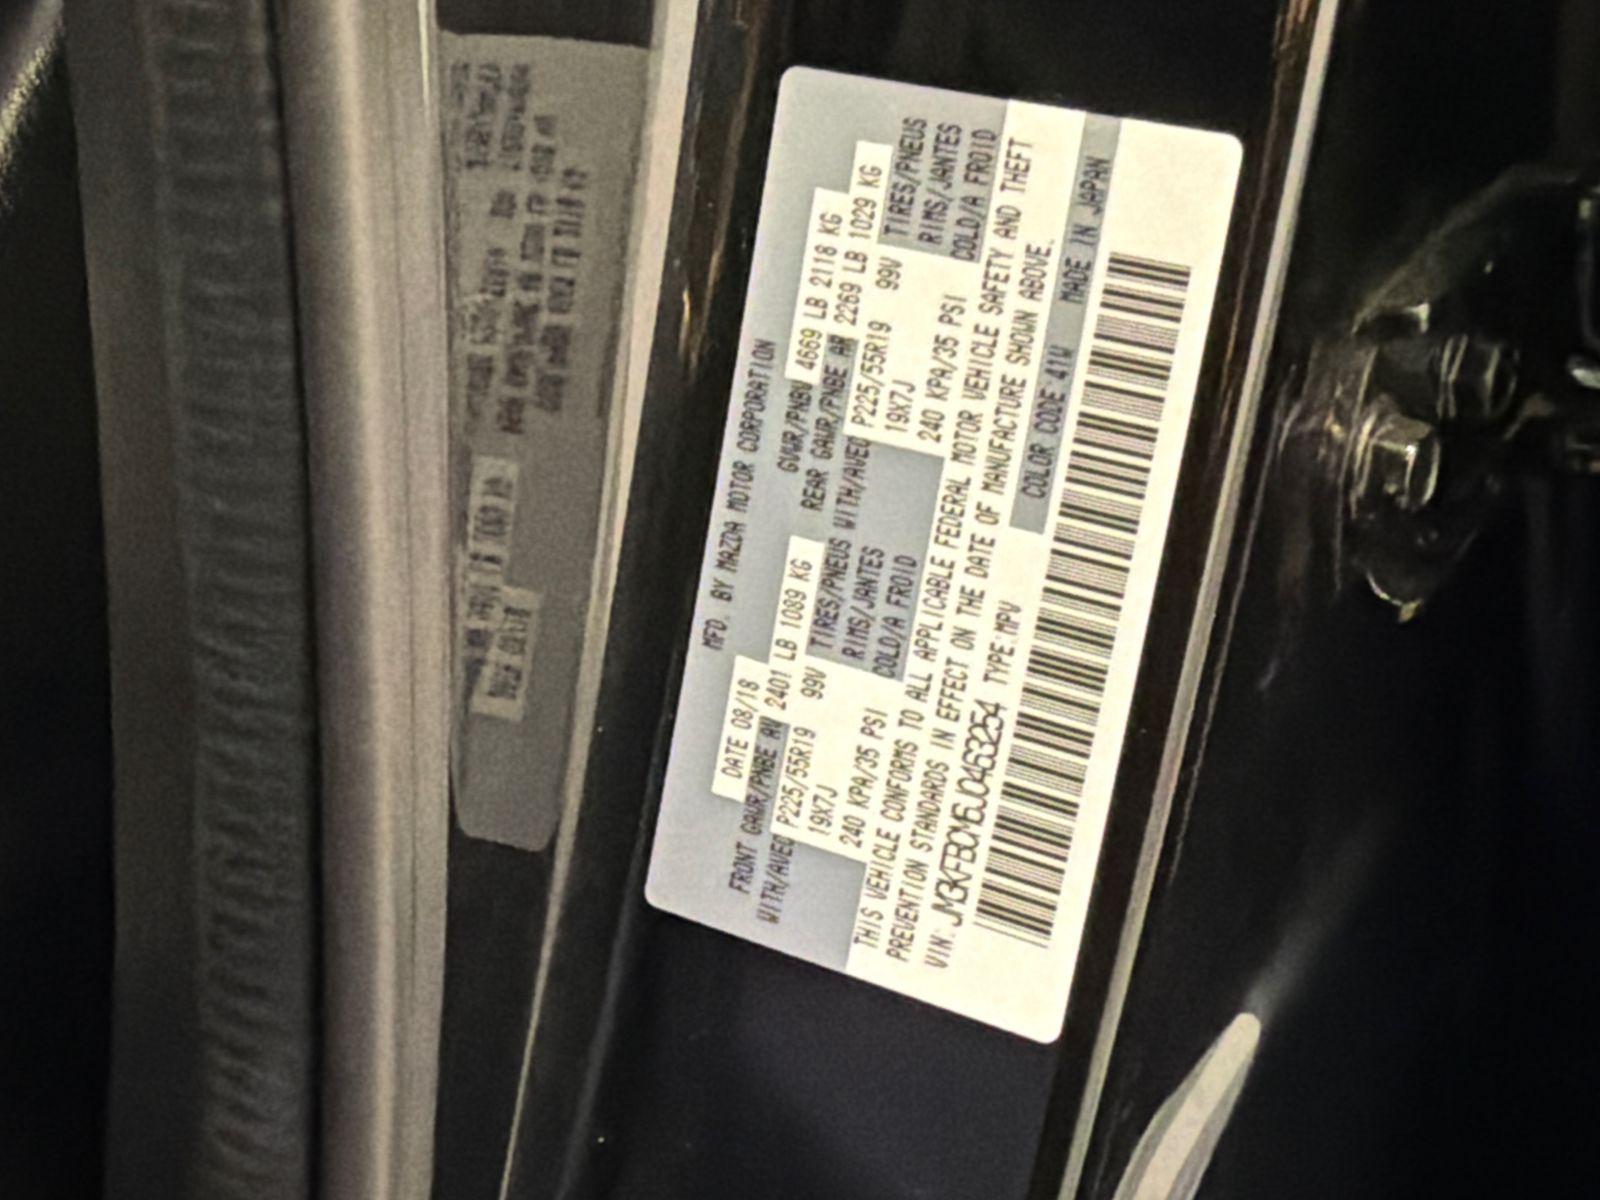 MFD. BY MAZDA MOTOR CORPORATION
DATE 08/18 GVWR/PNBV 4669 LB 2118 KG
FRONT GAWR/PNBE AV 2401 LB 1089 KG REAR GAWR/PNBE AR 2269 LB 1029 KG
WITH/AVEC P225/55R19 99V TIRES/PNEUS WITH/AVEC P225/55R19 99V TIRES/PNEUS
19X7J RIMS/JANTES 19X7J RIMS/JANTES
240 KPA/35 PSI COLD/A FROID 240 KPA/35 PSI COLD/A FROID
THIS VEHICLE CONFORMS TO ALL APPLICABLE FEDERAL MOTOR VEHICLE SAFETY AND THEFT
PREVENTION STANDARDS IN EFFECT ON THE DATE OF MANUFACTURE SHOWN ABOVE.
VIN: JM3KFBCM6J0463254 TYPE:MPV COLOR CODE 41W MADE IN JAPAN